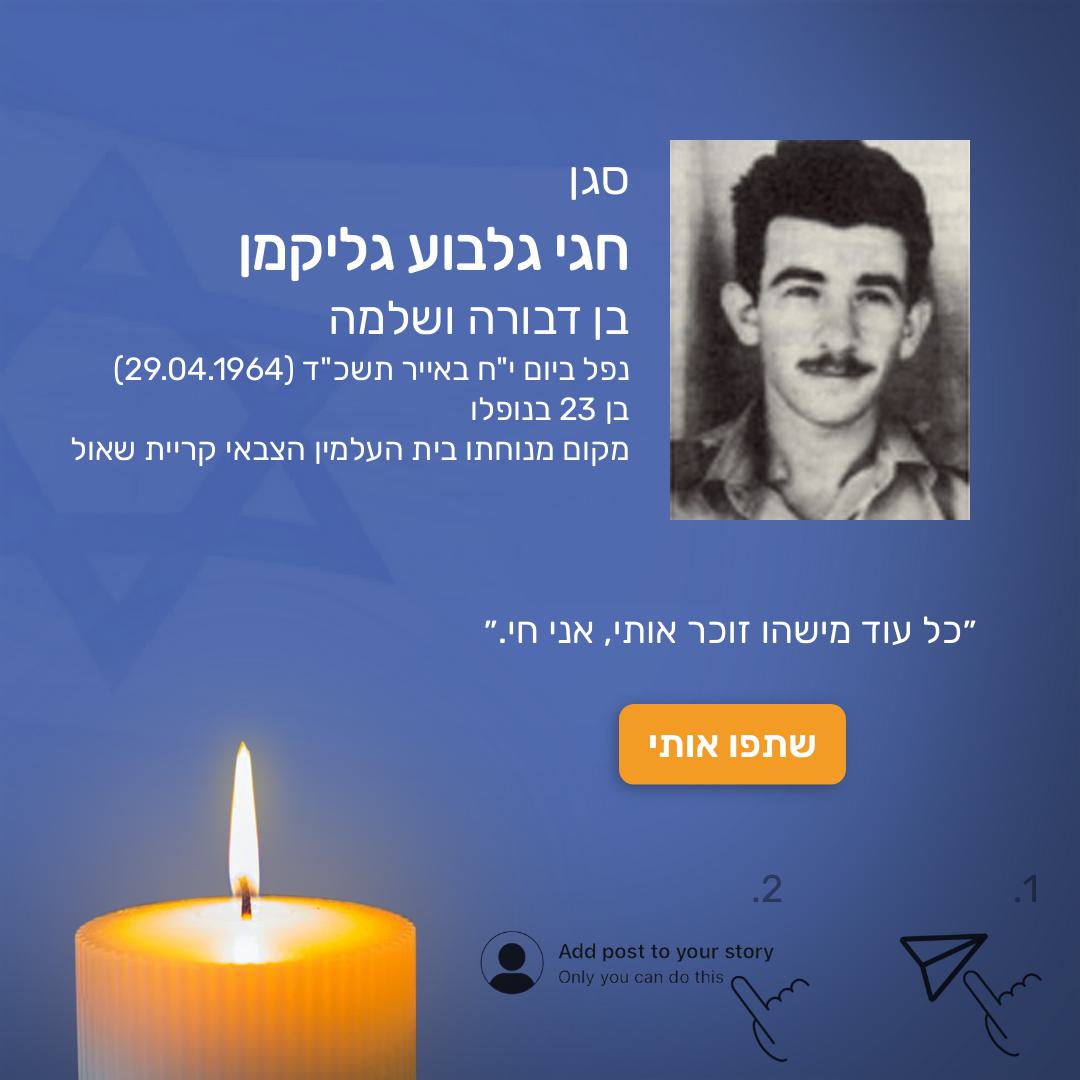 סגן
חגי גלבוע גליקמן
בן דבורה ושלמה
נפל ביום י"ח באייר תשכ"ד (29.04.1964)
בן 23 בנופלו
מקום מנוחתו בית העלמין הצבאי קריית שאול
״כל עוד מישהו זוכר אותי, אני חי.״
שתפו אותי
.1
.2
Add post to your story
Only you can do this